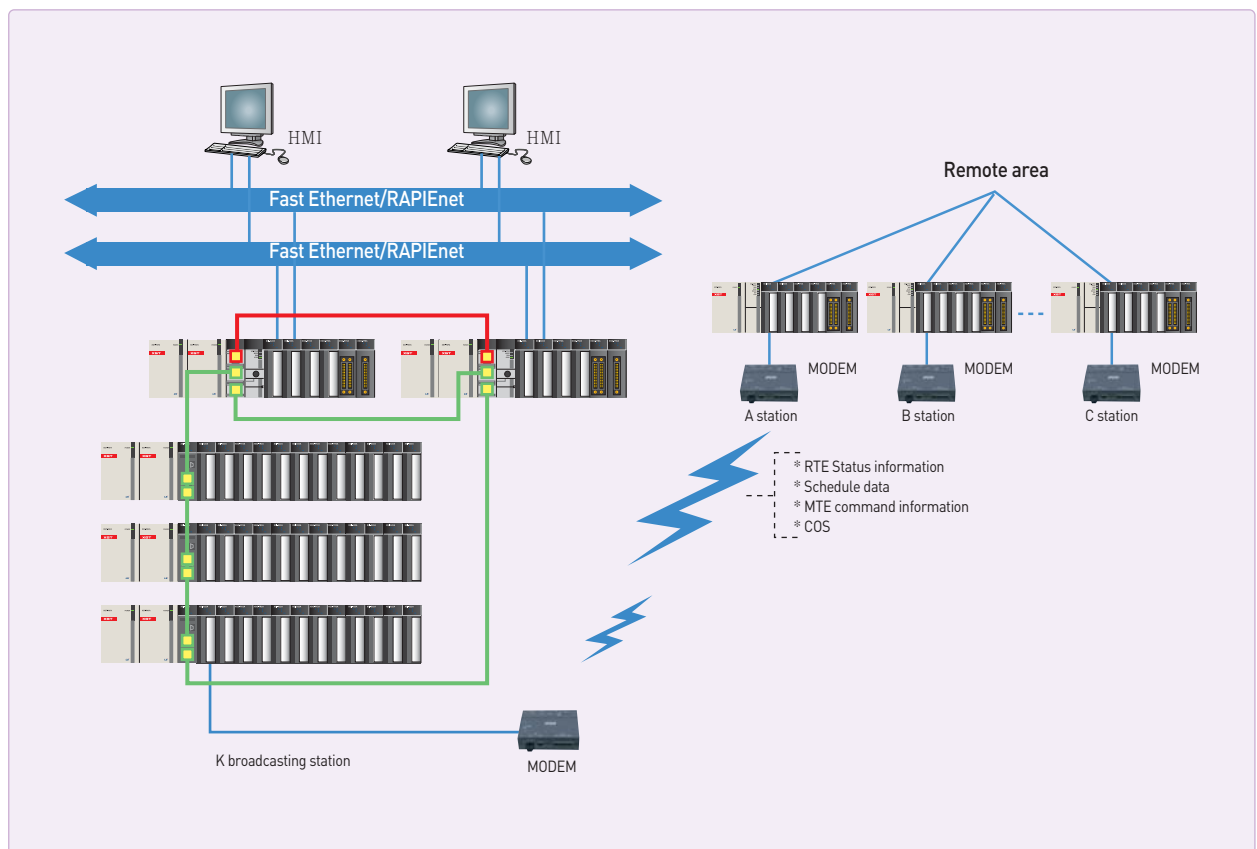 HMI
HMI
Fast Ethernet/RAPIEnet
Fast Ethernet/RAPIEnet
Remote area
MODEM
MODEM
MODEM
A station
B station
C station
* RTE Status information
* Schedule data
* MTE command information
* COS
K broadcasting station
MODEM